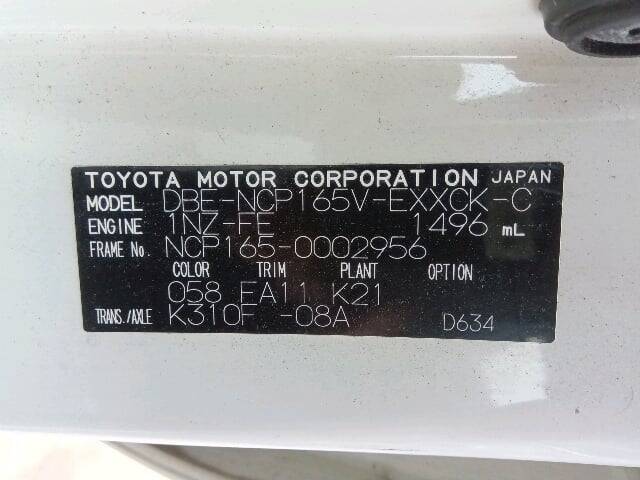 TOYOTA MOTOR CORPORATION JAPAN
MODEL DBE-NCP165V-EXXCK-C
ENGINE 1NZ-FE 1496 mL
FRAME No. NCP165-0002956
COLOR TRIM PLANT OPTION
058 FA11 K21
TRANS./AXLE K310F -08A D634